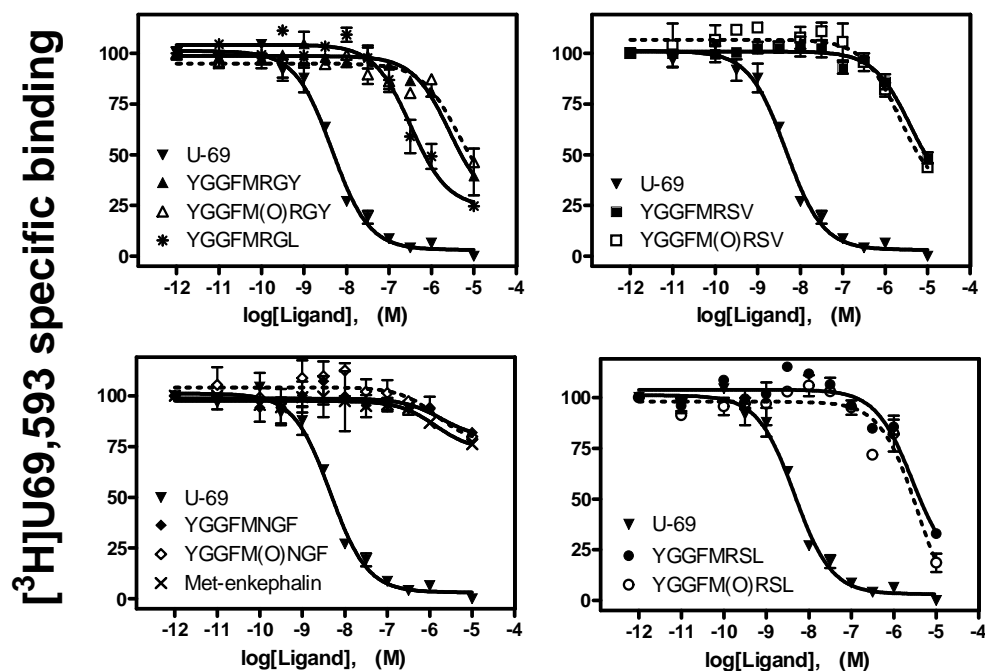 [³H]U69,593 specific binding
100
75
50
25
0
U-69
YGGFMRGY
YGGFM(O)RGY
YGGFMRGL
-12 -11 -10 -9 -8 -7 -6 -5 -4
log[Ligand], (M)
100
75
50
25
0
U-69
YGGFMRSV
YGGFM(O)RSV
-12 -11 -10 -9 -8 -7 -6 -5 -4
log[Ligand], (M)
100
75
50
25
0
U-69
YGGFMNGF
YGGFM(O)NGF
Met-enkephalin
-12 -11 -10 -9 -8 -7 -6 -5 -4
log[Ligand], (M)
100
75
50
25
0
U-69
YGGFMRSL
YGGFM(O)RSL
-12 -11 -10 -9 -8 -7 -6 -5 -4
log[Ligand], (M)